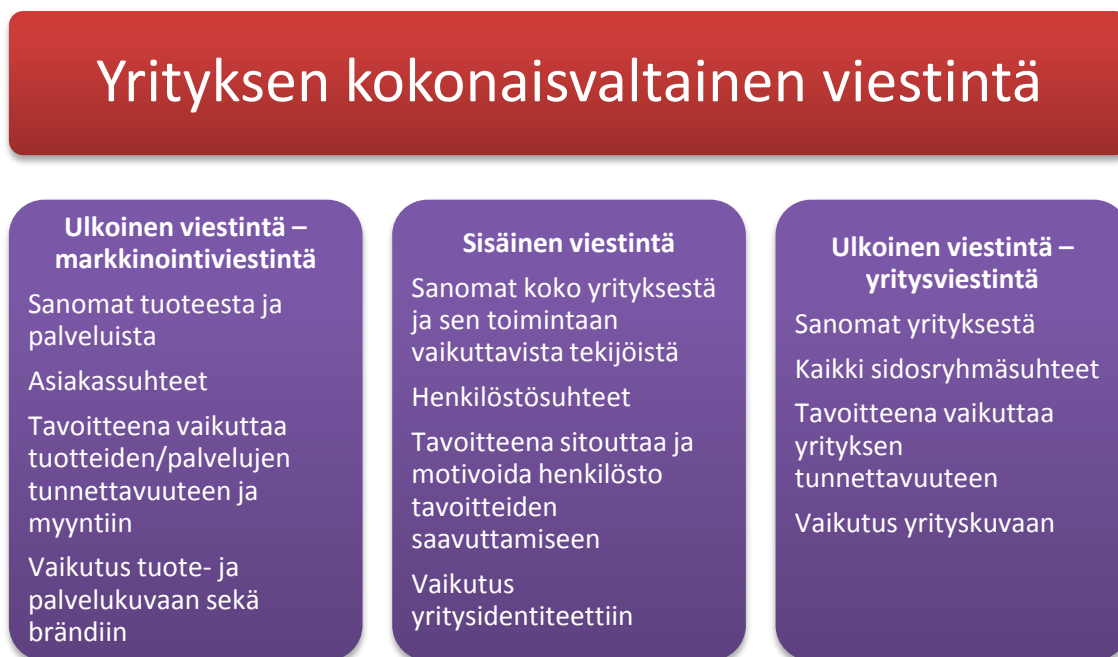 Yrityksen kokonaisvaltainen viestintä
Ulkoinen viestintä –
markkinointiviestintä
Sanomat tuoteesta ja
palveluista
Asiakassuhteet
Tavoitteena vaikuttaa
tuotteiden/palvelujen
tunnettavuuteen ja
myyntiin
Vaikutus tuote- ja
palvelukuvaan sekä
brändiin
Sisäinen viestintä
Sanomat koko yrityksestä
ja sen toimintaan
vaikuttavista tekijöistä
Henkilöstösuhteet
Tavoitteena sitouttaa ja
motivoida henkilösto
tavoitteiden
saavuttamiseen
Vaikutus
yritysidentiteettiin
Ulkoinen viestintä –
yritysviestintä
Sanomat yrityksestä
Kaikki sidosryhmäsuhteet
Tavoitteena vaikuttaa
yrityksen
tunnettavuuteen
Vaikutus yrityskuvaan